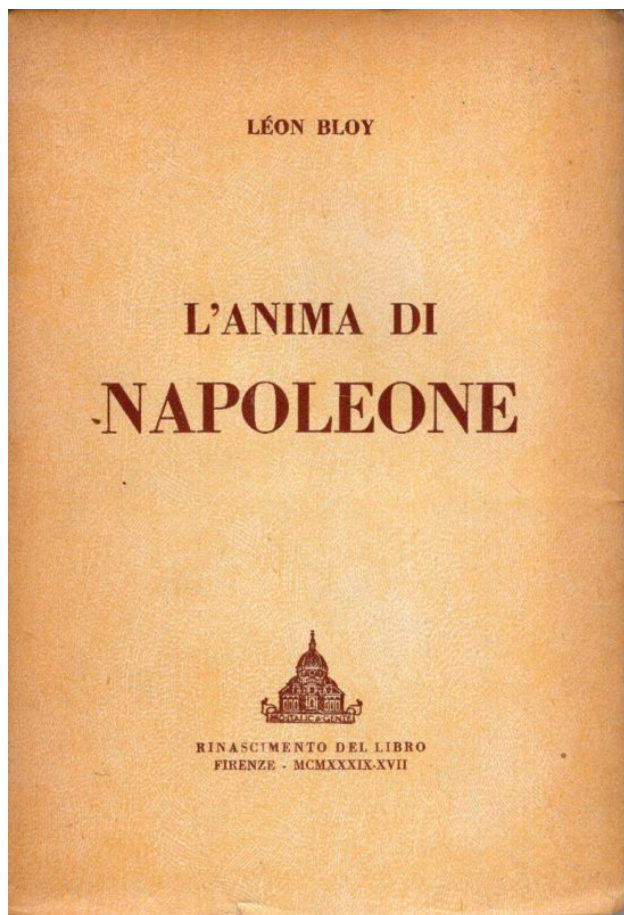 LÉON BLOY
L'ANIMA DI
NAPOLEONE
RINASCIMENTO DEL LIBRO
FIRENZE - MCMXXXIX-XVII